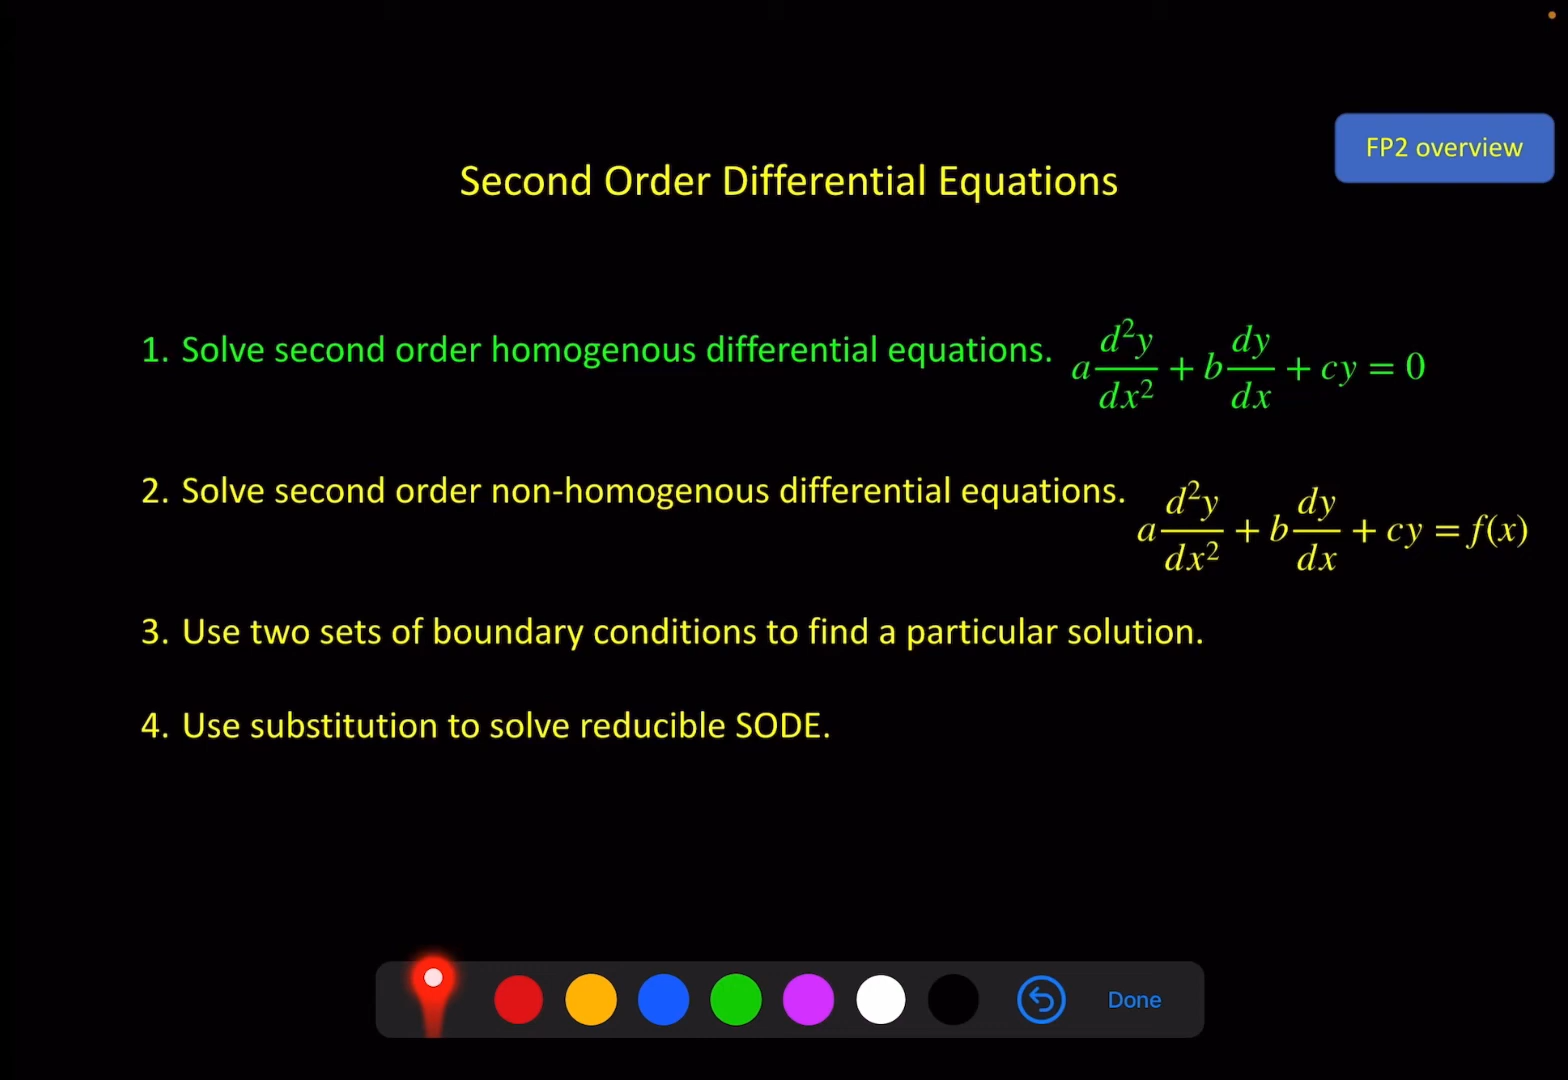 FP2 overview
Second Order Differential Equations
1. Solve second order homogenous differential equations. a d²y/dx² + b dy/dx + cy = 0
2. Solve second order non-homogenous differential equations. a d²y/dx² + b dy/dx + cy = f(x)
3. Use two sets of boundary conditions to find a particular solution.
4. Use substitution to solve reducible SODE.
Done